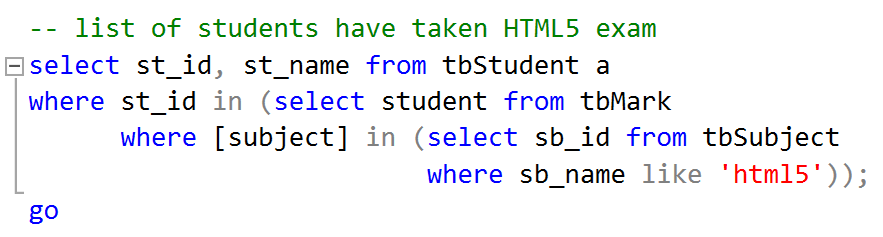 -- list of students have taken HTML5 exam
select st_id, st_name from tbStudent a
where st_id in (select student from tbMark
where [subject] in (select sb_id from tbSubject
where sb_name like 'html5'));
go